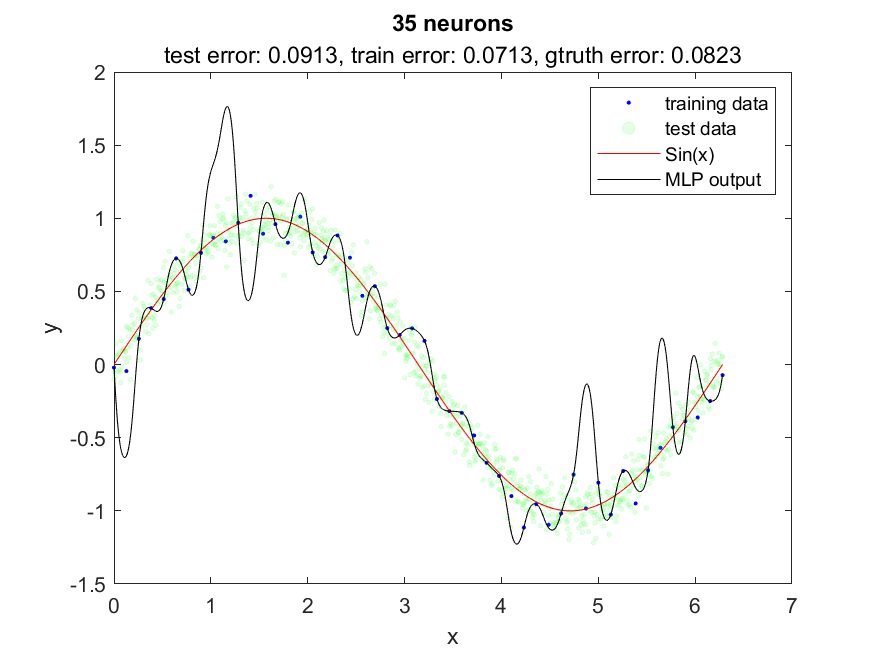 35 neurons
test error: 0.0913, train error: 0.0713, gtruth error: 0.0823
2
1.5
1
0.5
0
-0.5
-1
-1.5
y
training data
test data
Sin(x)
MLP output
0 1 2 3 4 5 6 7
x